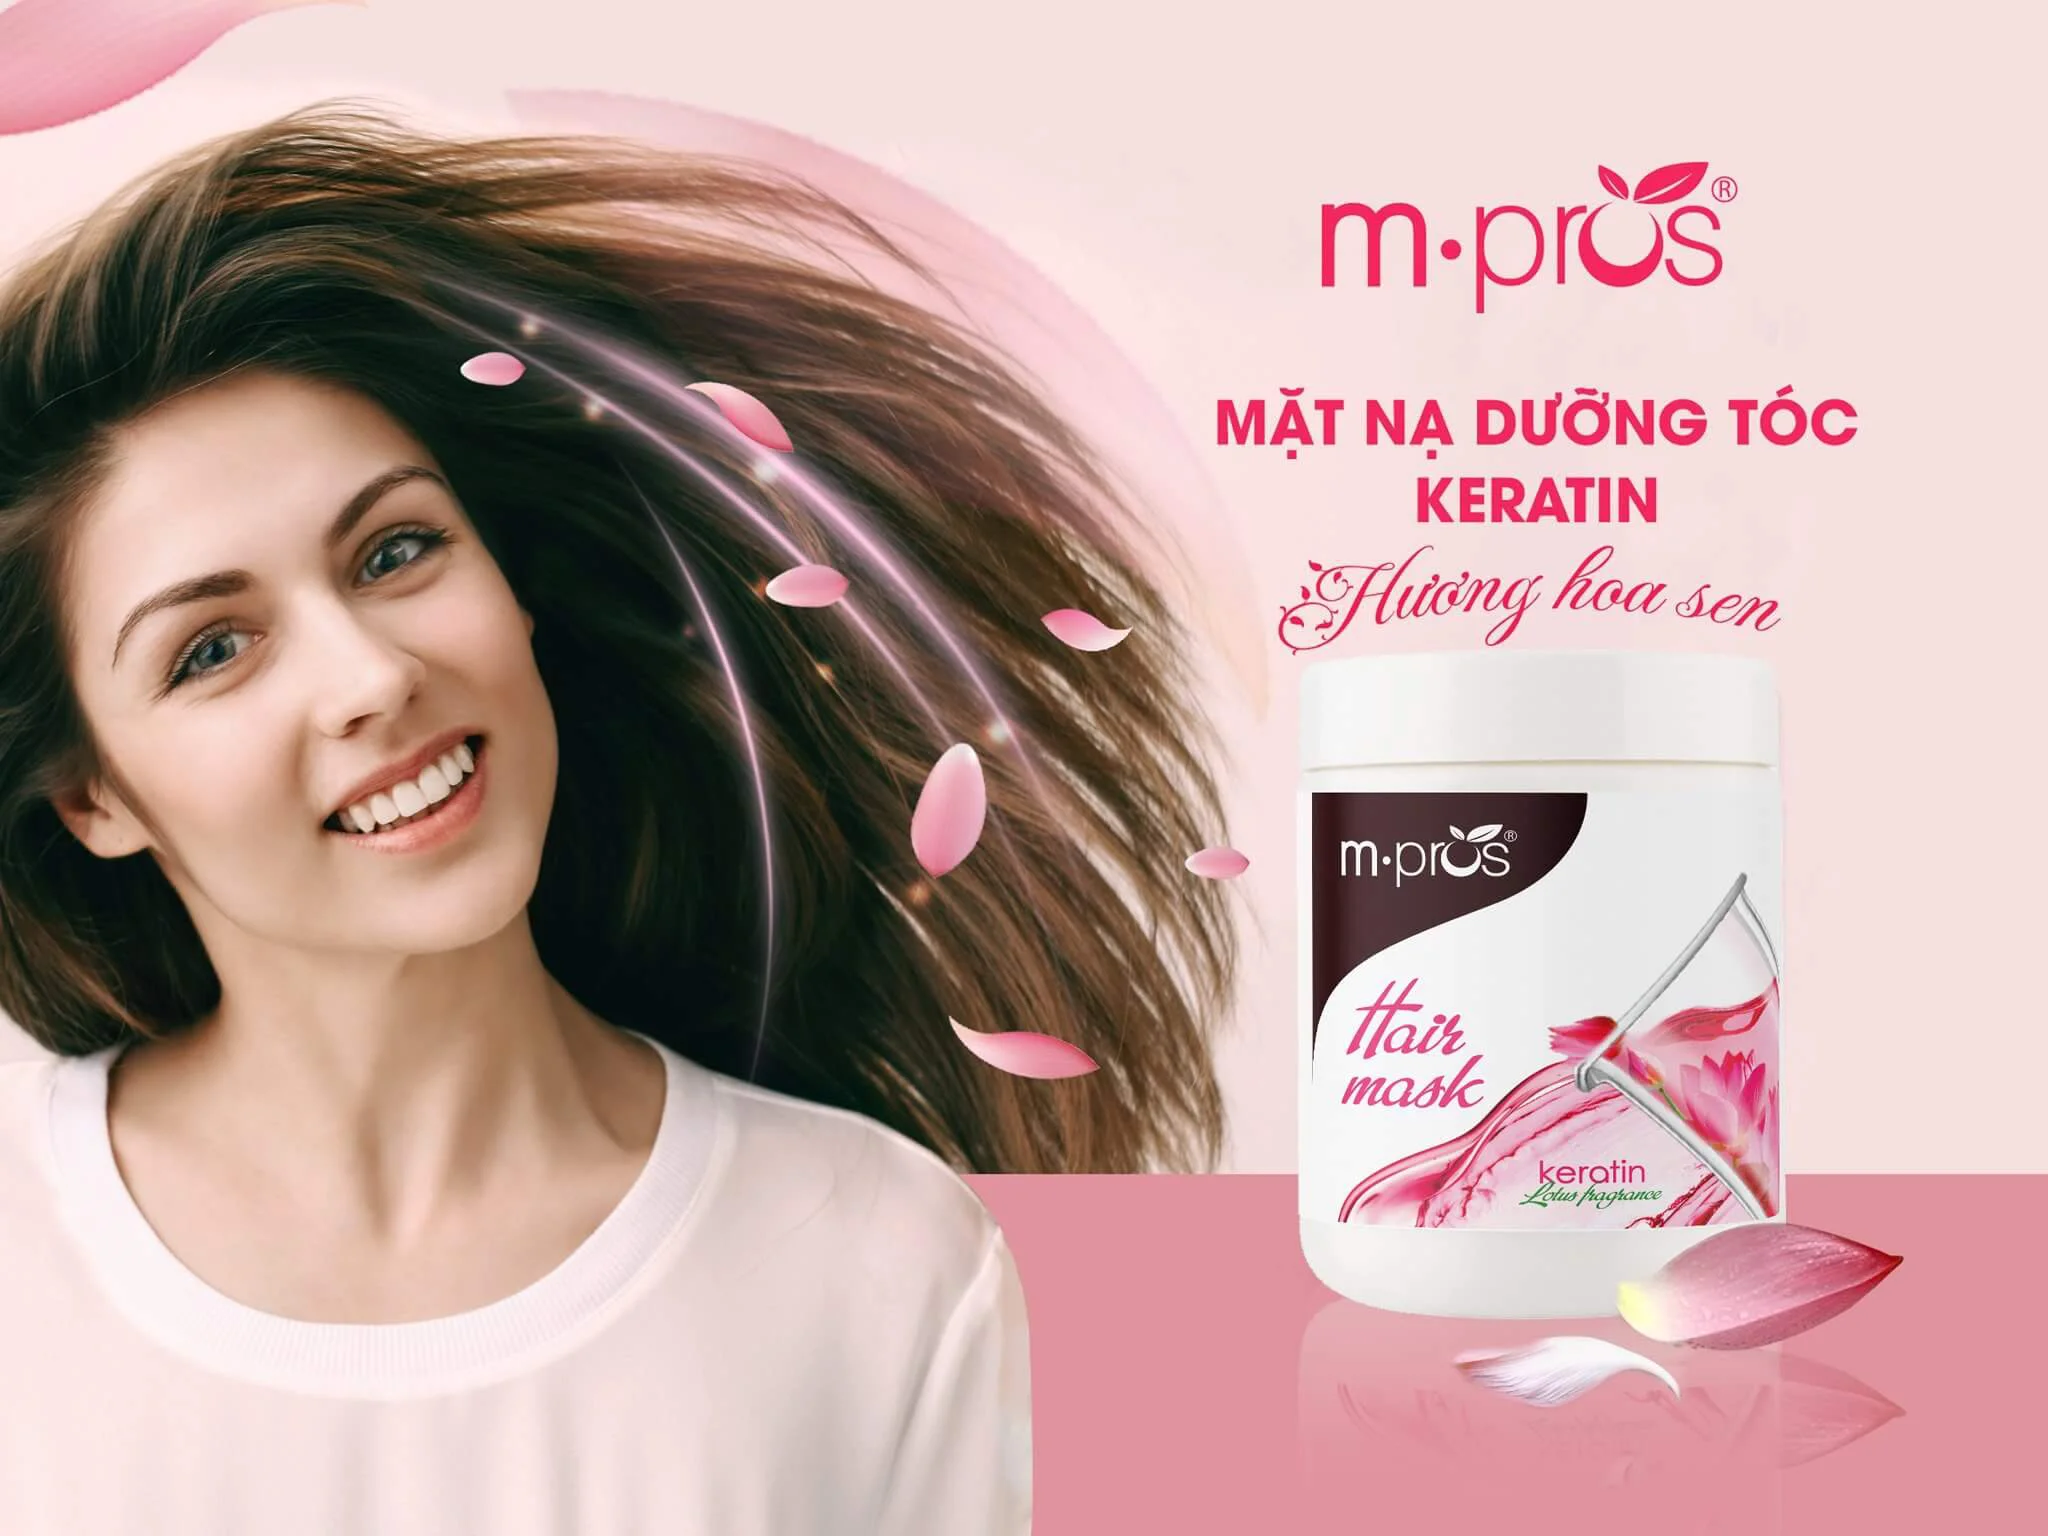 m·pros®
MẶT NẠ DƯỠNG TÓC
KERATIN
Hương hoa sen
m·pros®
Hair
mask
keratin
Lotus fragrance